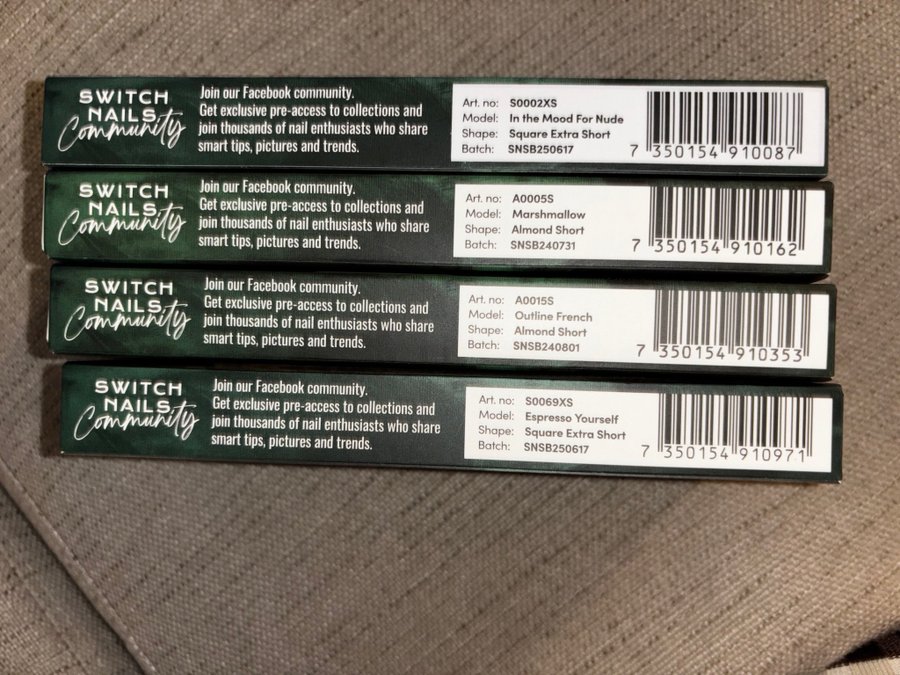 SWITCH
NAILS
Community
Join our Facebook community.
Get exclusive pre-access to collections and
join thousands of nail enthusiasts who share
smart tips, pictures and trends.
Art. no: S0002XS
Model: In the Mood For Nude
Shape: Square Extra Short
Batch: SNSB250617
7 350154 910087
SWITCH
NAILS
Community
Join our Facebook community.
Get exclusive pre-access to collections and
join thousands of nail enthusiasts who share
smart tips, pictures and trends.
Art. no: A0005S
Model: Marshmallow
Shape: Almond Short
Batch: SNSB240731
7 350154 910162
SWITCH
NAILS
Community
Join our Facebook community.
Get exclusive pre-access to collections and
join thousands of nail enthusiasts who share
smart tips, pictures and trends.
Art. no: A0015S
Model: Outline French
Shape: Almond Short
Batch: SNSB240801
7 350154 910353
SWITCH
NAILS
Community
Join our Facebook community.
Get exclusive pre-access to collections and
join thousands of nail enthusiasts who share
smart tips, pictures and trends.
Art. no: S0069XS
Model: Espresso Yourself
Shape: Square Extra Short
Batch: SNSB250617
7 350154 910971